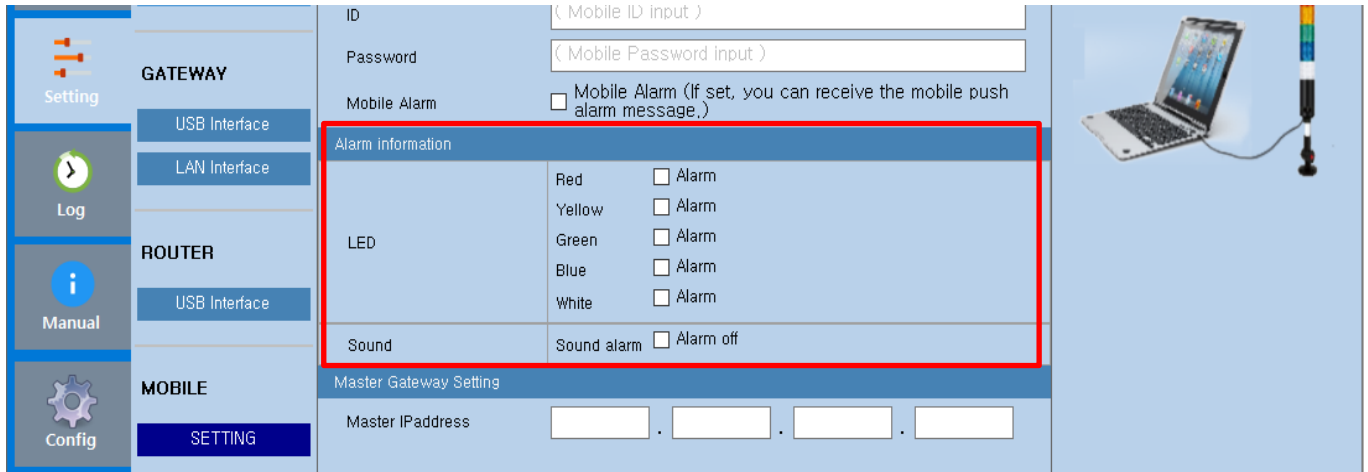 Setting
Log
Manual
Config
GATEWAY
USB Interface
LAN Interface
ROUTER
USB Interface
MOBILE
SETTING
ID
( Mobile ID input )
Password
( Mobile Password input )
Mobile Alarm
Mobile Alarm (If set, you can receive the mobile push
alarm message.)
Alarm information
LED
Red Alarm
Yellow Alarm
Green Alarm
Blue Alarm
White Alarm
Sound
Sound alarm Alarm off
Master Gateway Setting
Master IPaddress . . .